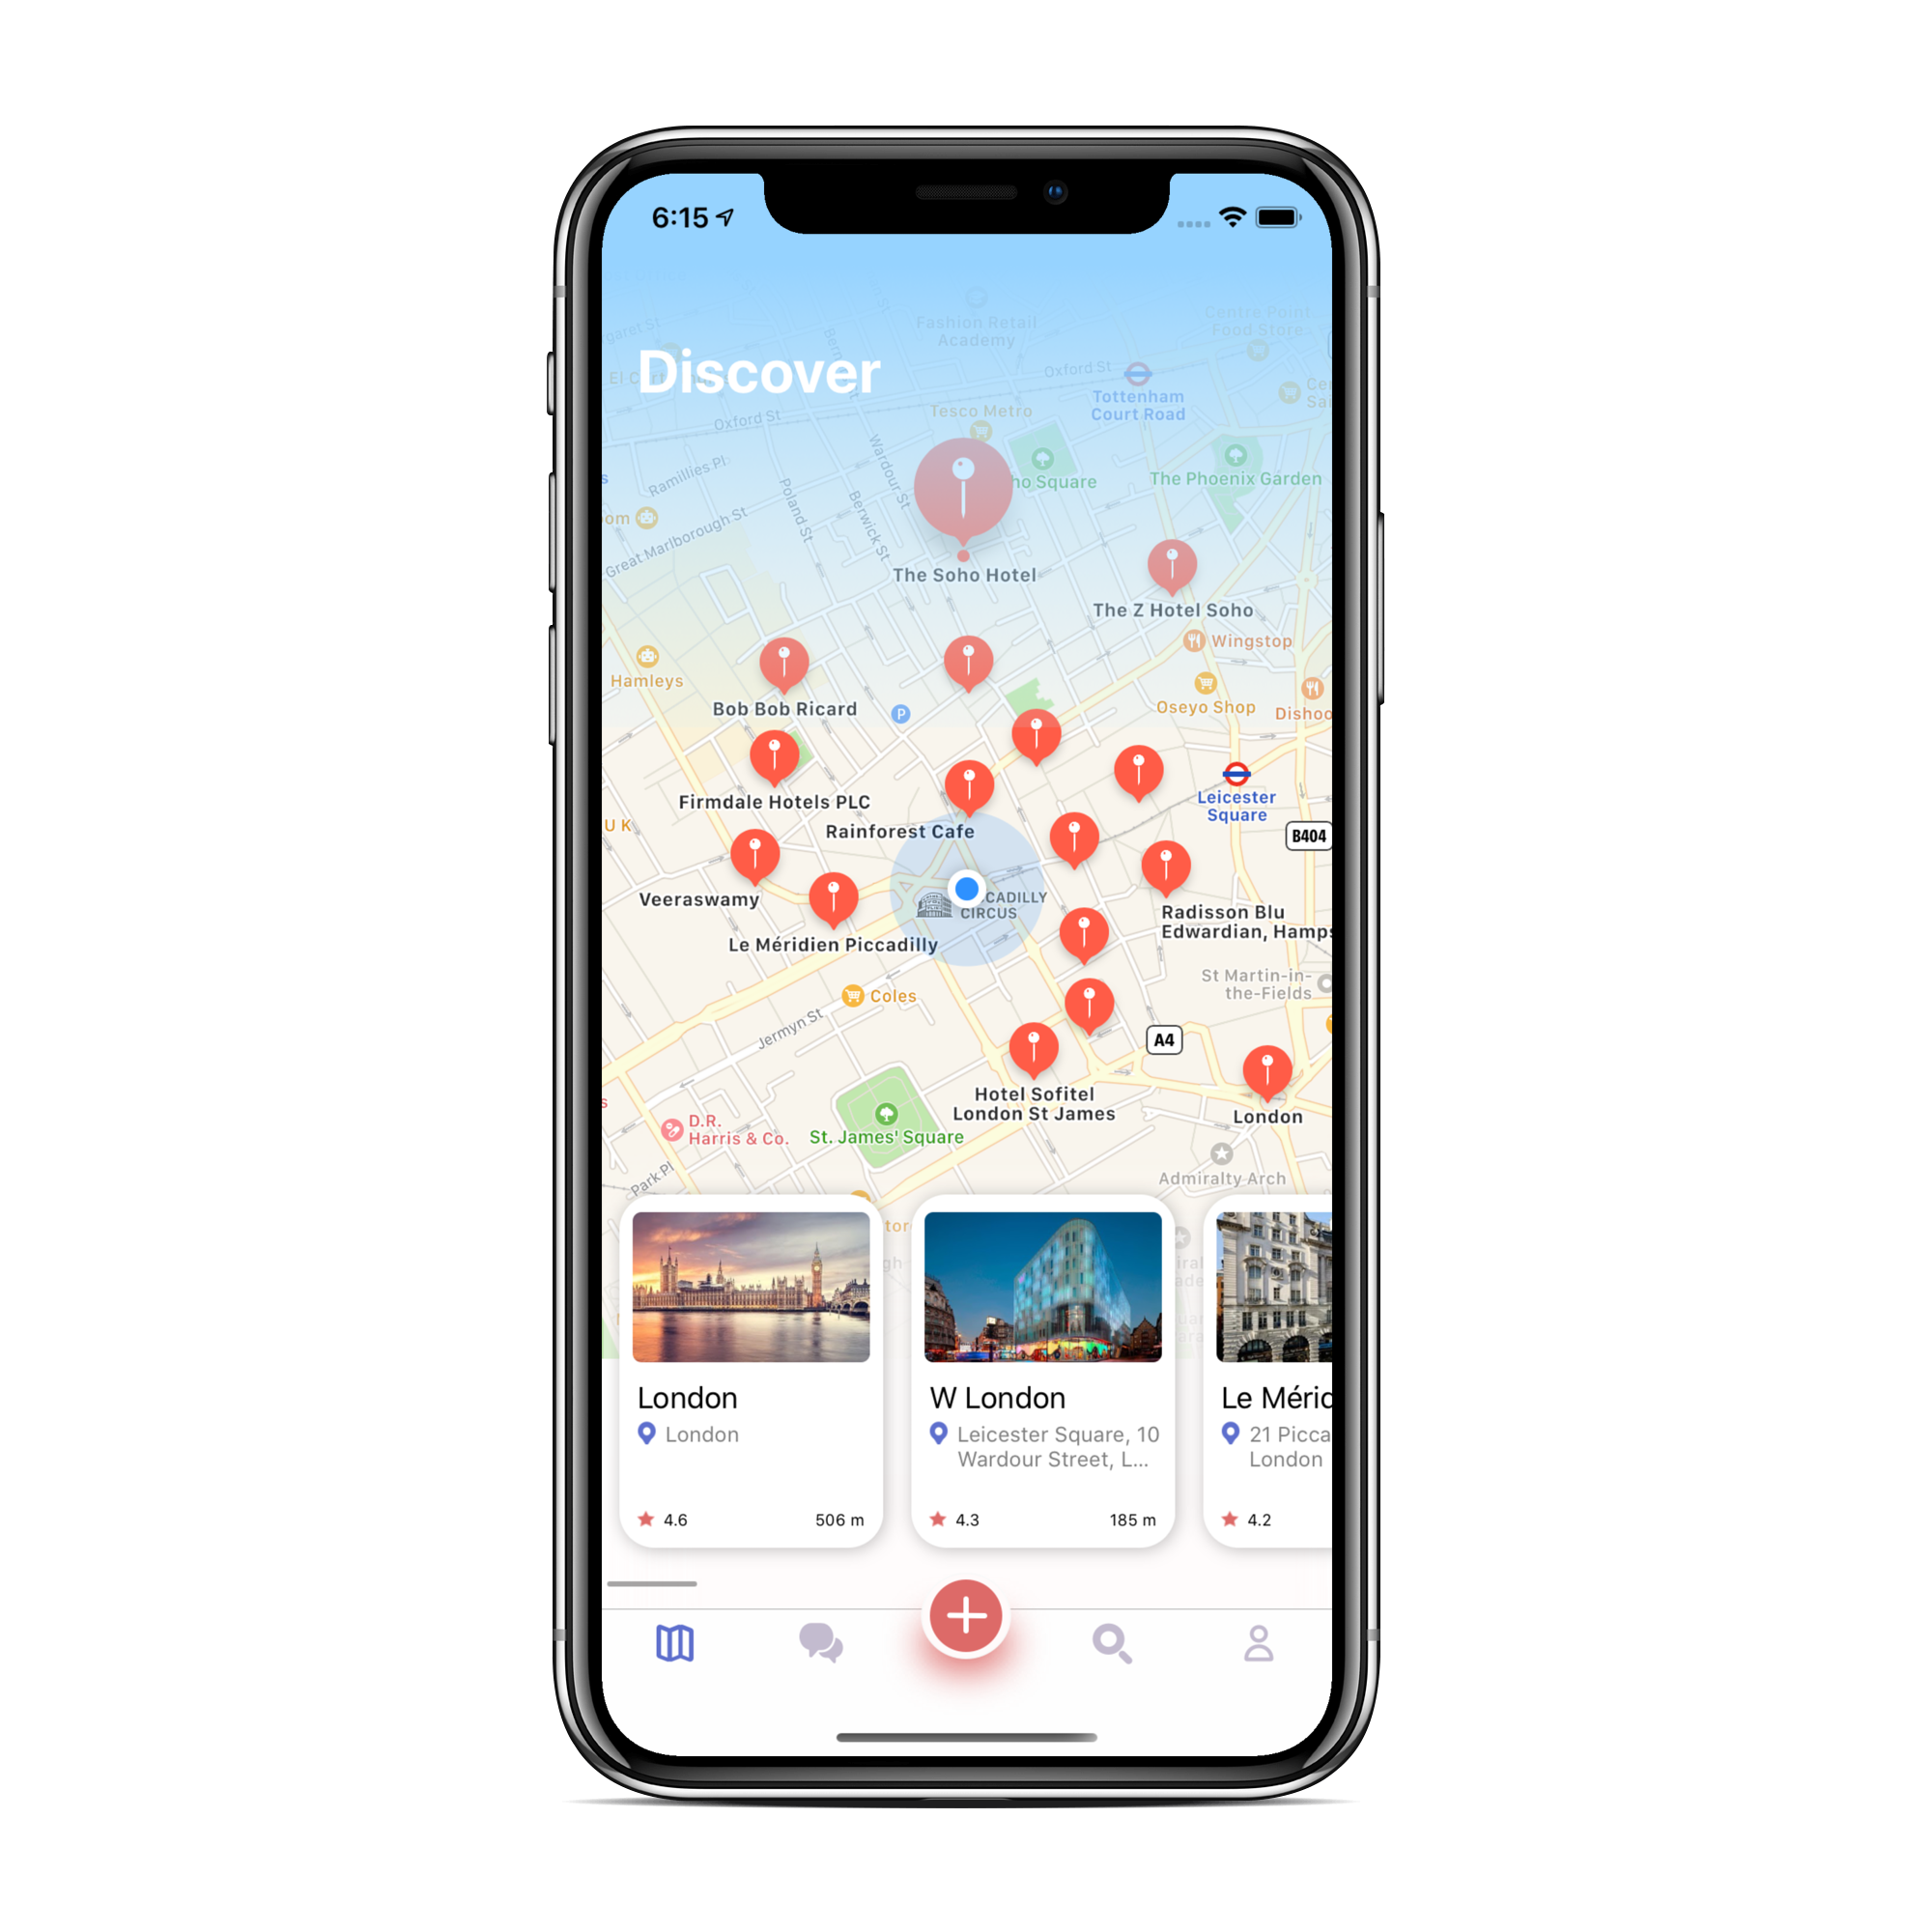 6:15
Fashion Retail
Academy
Centre Point
Food Store
Discover
Oxford St
Tottenham
Court Road
Tesco Metro
Oxford St
Ramillies Pl
Wardour St
Poland St
Berwick St
Great Marlborough St
Square
The Phoenix Garden
The Soho Hotel
The Z Hotel Soho
Wingstop
Hamleys
Oseyo Shop
Dishoo
Bob Bob Ricard
P
Firmdale Hotels PLC
Leicester
Square
UK
Rainforest Cafe
B404
Veeraswamy
CADILLY
CIRCUS
Radisson Blu
Edwardian, Hamps
Le Méridien Piccadilly
St Martin-in-
the-Fields
Coles
Jermyn St
A4
Hotel Sofitel
London St James
London
D.R.
Harris & Co.
St. James' Square
Park Pl
Admiralty Arch
London
London
4.6
506 m
W London
Leicester Square, 10
Wardour Street, L...
4.3
185 m
Le Mérid
21 Picca
London
4.2